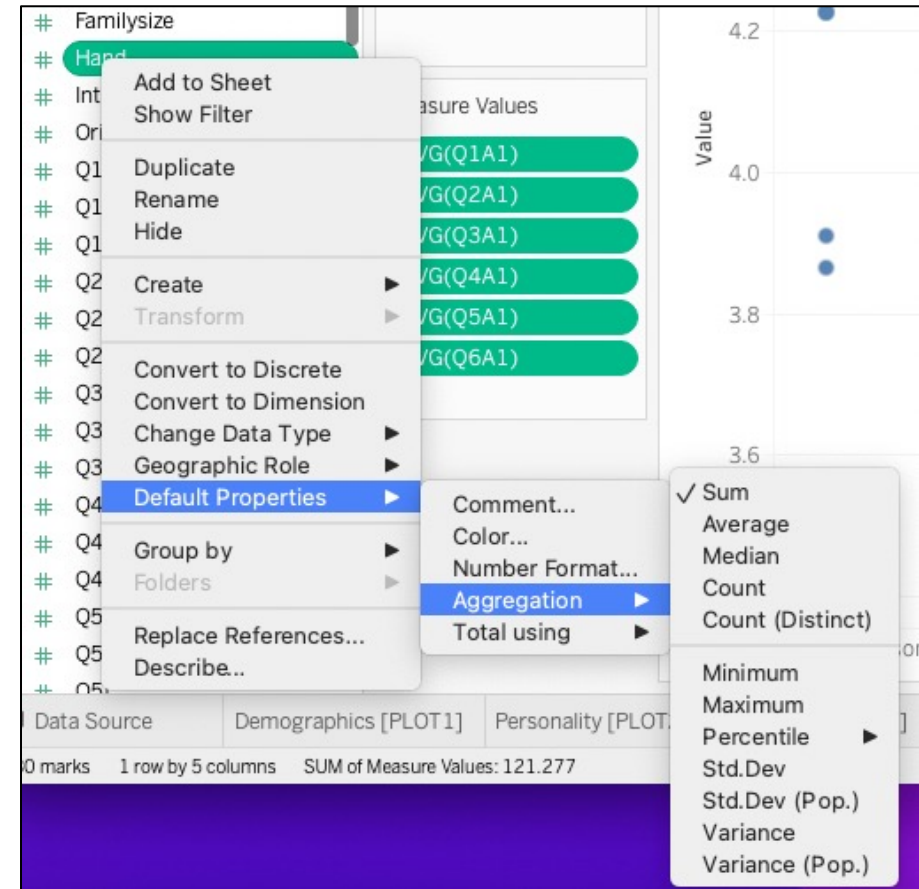 # Familysize
# Hand
# Int
# Ori
# Q1
# Q1
# Q1
# Q2
# Q2
# Q2
# Q3
# Q3
# Q3
# Q4
# Q4
# Q4
# Q5
# Q5
# Q5
Add to Sheet
Show Filter
Duplicate
Rename
Hide
Create
Transform
Convert to Discrete
Convert to Dimension
Change Data Type
Geographic Role
Default Properties
Group by
Folders
Replace References...
Describe...
asure Values
VG(Q1A1)
VG(Q2A1)
VG(Q3A1)
VG(Q4A1)
VG(Q5A1)
VG(Q6A1)
Comment...
Color...
Number Format...
Aggregation
Total using
✓ Sum
Average
Median
Count
Count (Distinct)
Minimum
Maximum
Percentile
Std.Dev
Std.Dev (Pop.)
Variance
Variance (Pop.)
Value
4.2
4.0
3.8
3.6
Data Source
Demographics [PLOT1]
Personality [PLOT
]
0 marks 1 row by 5 columns SUM of Measure Values: 121.277